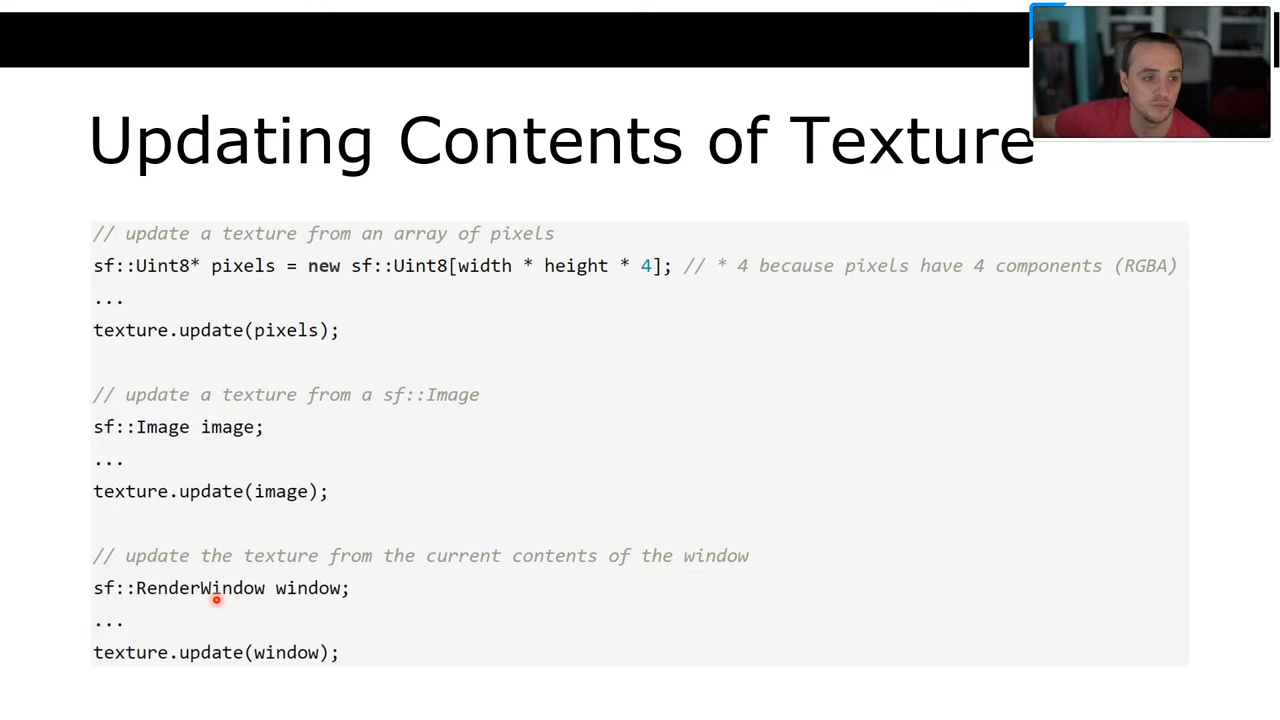 Updating Contents of Texture
// update a texture from an array of pixels
sf::Uint8* pixels = new sf::Uint8[width * height * 4]; // * 4 because pixels have 4 components (RGBA)
...
texture.update(pixels);
// update a texture from a sf::Image
sf::Image image;
...
texture.update(image);
// update the texture from the current contents of the window
sf::RenderWindow window;
...
texture.update(window);